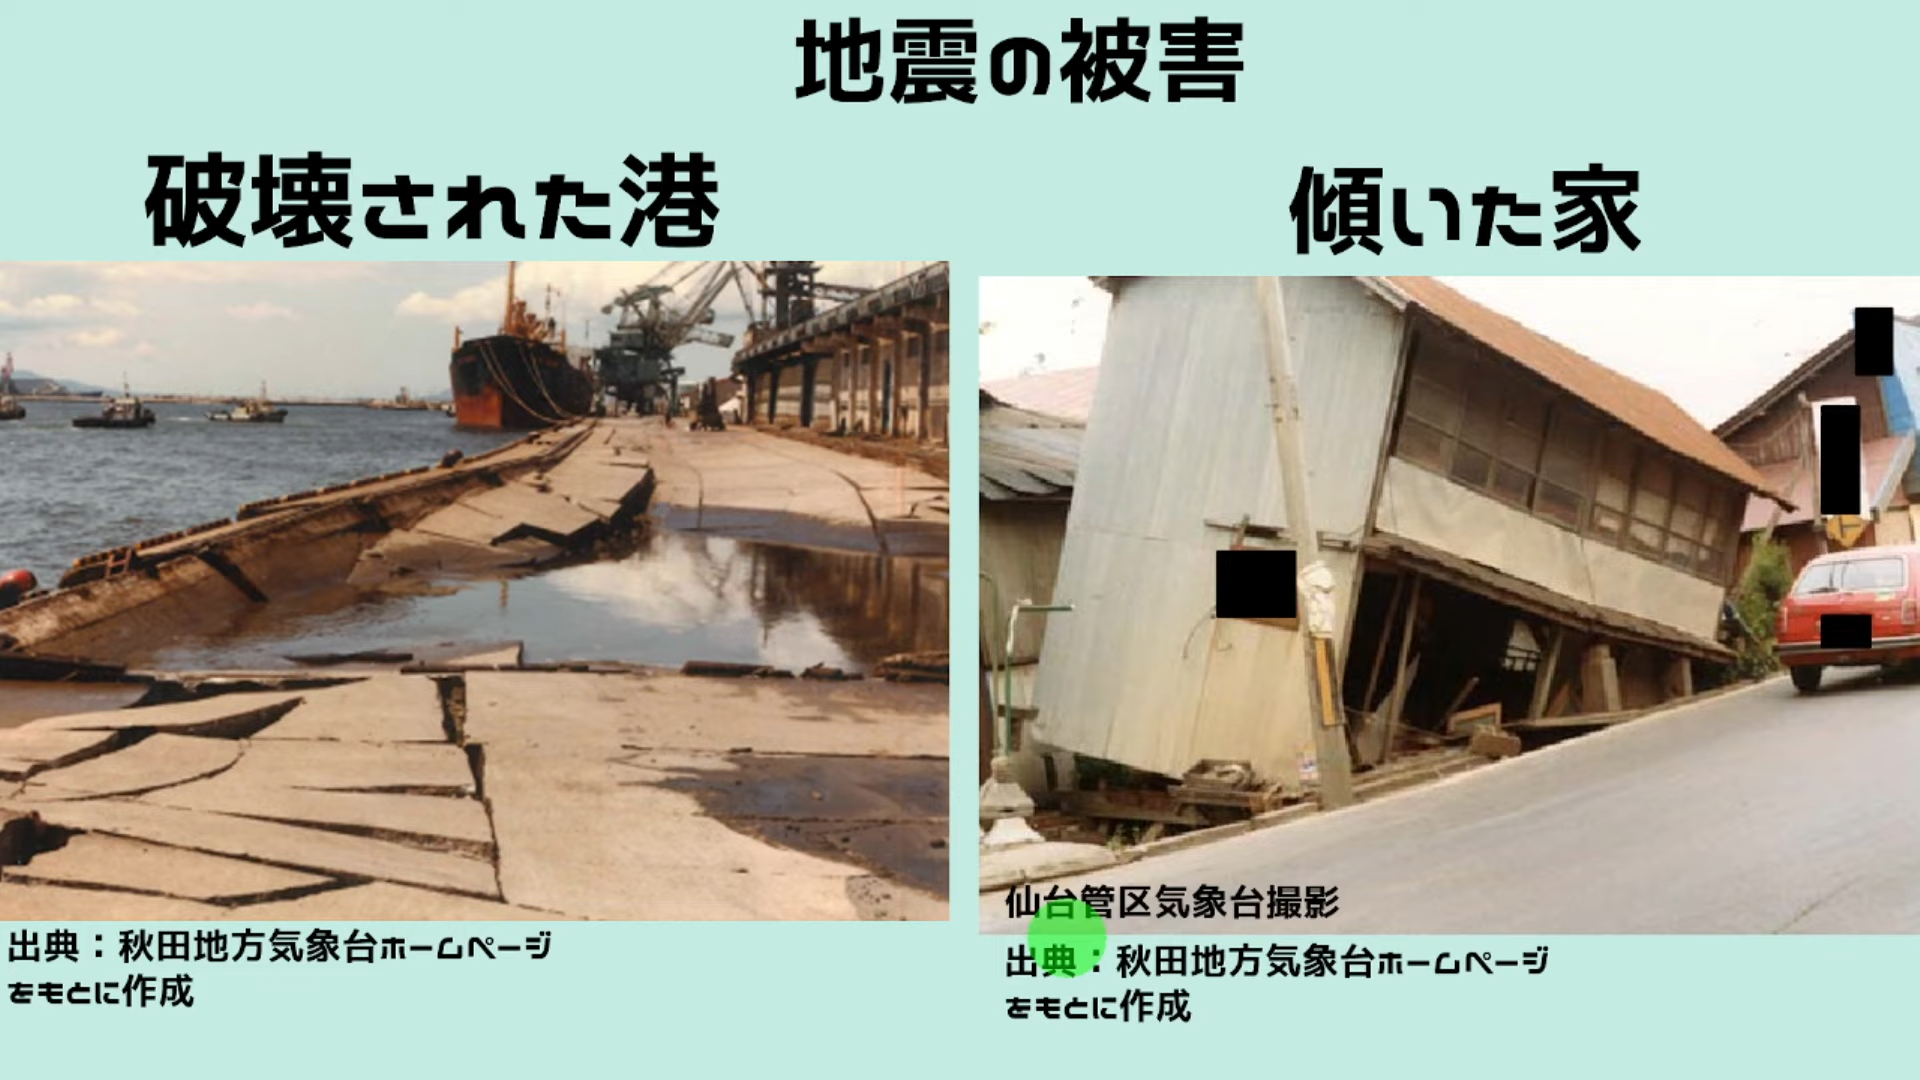 地震の被害
破壊された港
傾いた家
仙台管区気象台撮影
出典：秋田地方気象台ホームページ
をもとに作成
出典：秋田地方気象台ホームページ
をもとに作成